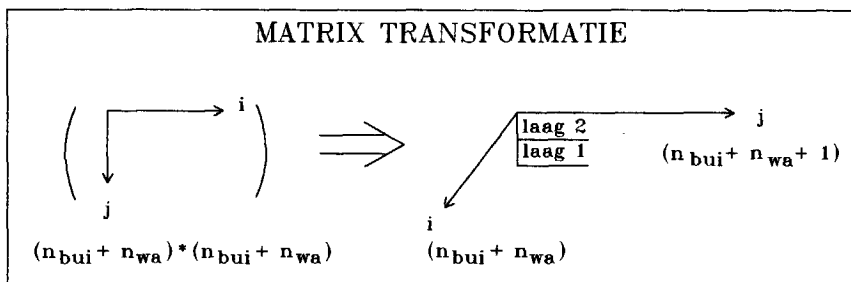 MATRIX TRANSFORMATIE
i
j
(n_bui + n_wa) * (n_bui + n_wa)
laag 2
laag 1
j
(n_bui + n_wa + 1)
i
(n_bui + n_wa)